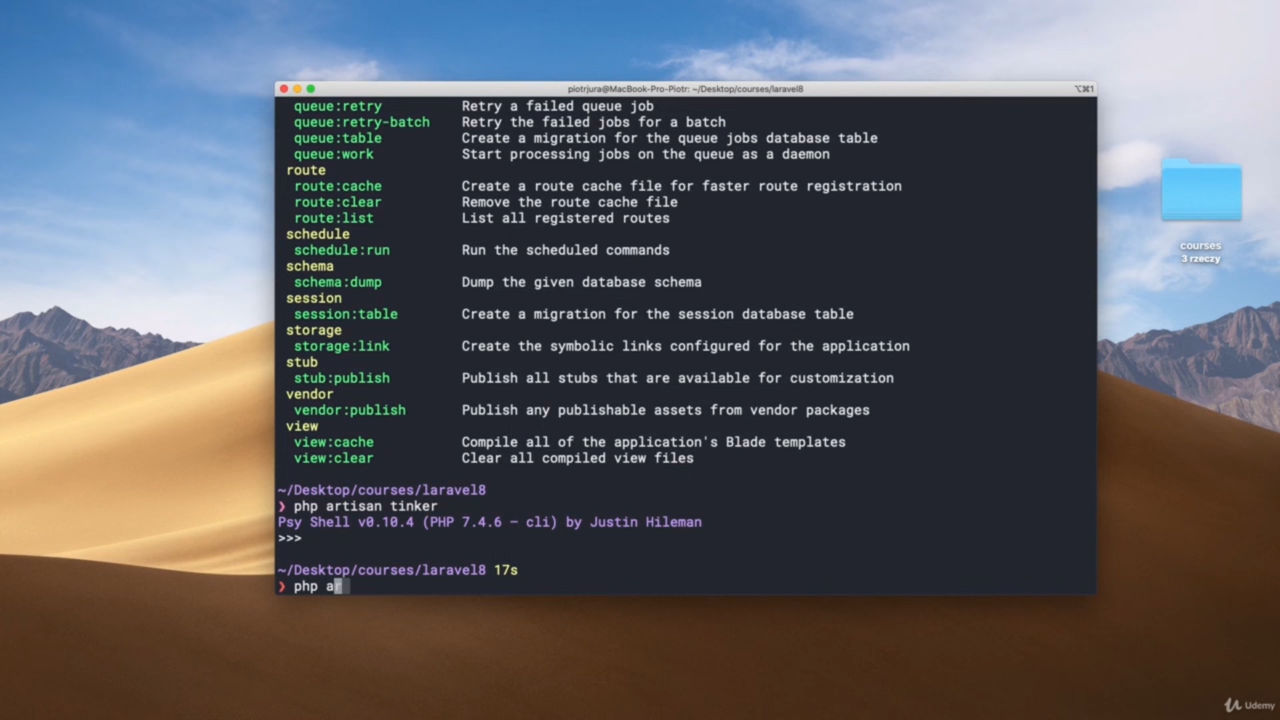 piotrjura@MacBook-Pro-Piotr: ~/Desktop/courses/laravel8
⌥⌘1
queue:retry Retry a failed queue job
queue:retry-batch Retry the failed jobs for a batch
queue:table Create a migration for the queue jobs database table
queue:work Start processing jobs on the queue as a daemon
route
route:cache Create a route cache file for faster route registration
route:clear Remove the route cache file
route:list List all registered routes
schedule
schedule:run Run the scheduled commands
schema
schema:dump Dump the given database schema
session
session:table Create a migration for the session database table
storage
storage:link Create the symbolic links configured for the application
stub
stub:publish Publish all stubs that are available for customization
vendor
vendor:publish Publish any publishable assets from vendor packages
view
view:cache Compile all of the application's Blade templates
view:clear Clear all compiled view files
~/Desktop/courses/laravel8
❯ php artisan tinker
Psy Shell v0.10.4 (PHP 7.4.6 — cli) by Justin Hileman
>>>
~/Desktop/courses/laravel8 17s
❯ php ar
courses
3 rzeczy
Udemy